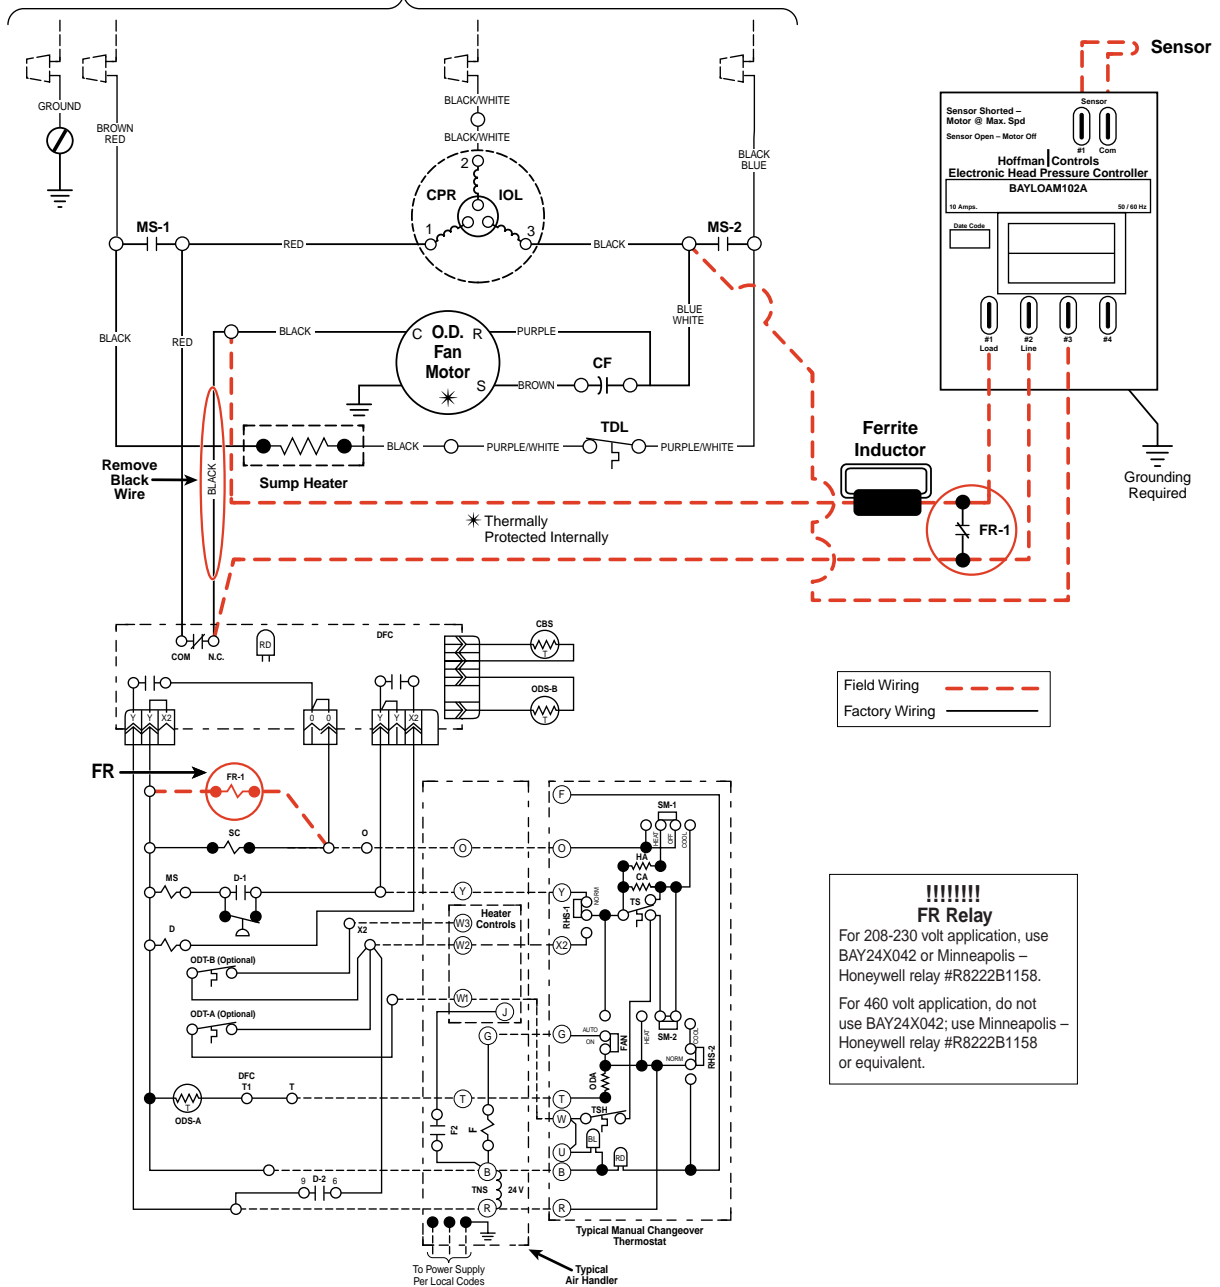 Sensor
GROUND
BROWN
RED
BLACK/WHITE
BLACK/WHITE
BLACK
BLUE
Sensor Shorted –
Motor @ Max. Spd
Sensor Open – Motor Off
Sensor
#1
Com
Hoffman Controls
Electronic Head Pressure Controller
BAYLOAM102A
10 Amps.
50 / 60 Hz
Date Code
#1
Load
#2
Line
#3
#4
2
CPR
IOL
1
3
MS-1
RED
BLACK
MS-2
BLACK
RED
BLACK
C
O.D.
Fan
Motor
R
S
PURPLE
BROWN
CF
BLUE
WHITE
BLACK
PURPLE/WHITE
TDL
PURPLE/WHITE
Sump Heater
Remove
Black
Wire
BLACK
Thermally
Protected Internally
Ferrite
Inductor
FR-1
Grounding
Required
COM
N.C.
RD
DFC
CBS
T
ODS-B
T
Y
Y
X2
0
0
Y
Y
X2
Field Wiring
Factory Wiring
FR
FR-1
SC
O
O
MS
D-1
Y
D
X2
Heater
Controls
W3
W2
ODT-B (Optional)
W1
ODT-A (Optional)
J
G
DFC
T1
T
T
ODS-A
T
F2
F
B
TNS
24 V
R
9
D-2
6
F
SM-1
HEAT
OFF
COOL
O
HA
CA
Y
NORM
RHS-1
TS
X2
SM-2
G
AUTO
ON
FAN
HEAT
COOL
NORM
RHS-2
ODA
T
W
TSH
BL
U
RD
B
R
Typical Manual Changeover
Thermostat
To Power Supply
Per Local Codes
Typical
Air Handler
!!!!!!!!
FR Relay
For 208-230 volt application, use
BAY24X042 or Minneapolis –
Honeywell relay #R8222B1158.
For 460 volt application, do not
use BAY24X042; use Minneapolis –
Honeywell relay #R8222B1158
or equivalent.